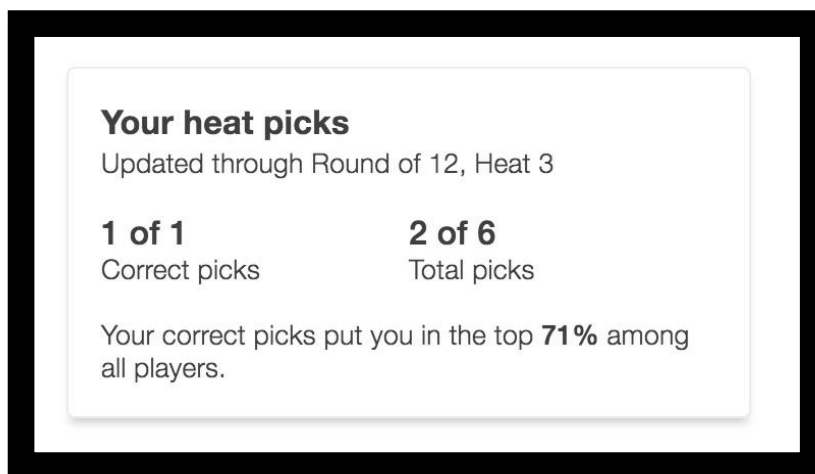 Your heat picks
Updated through Round of 12, Heat 3
1 of 1
Correct picks
2 of 6
Total picks
Your correct picks put you in the top 71% among
all players.